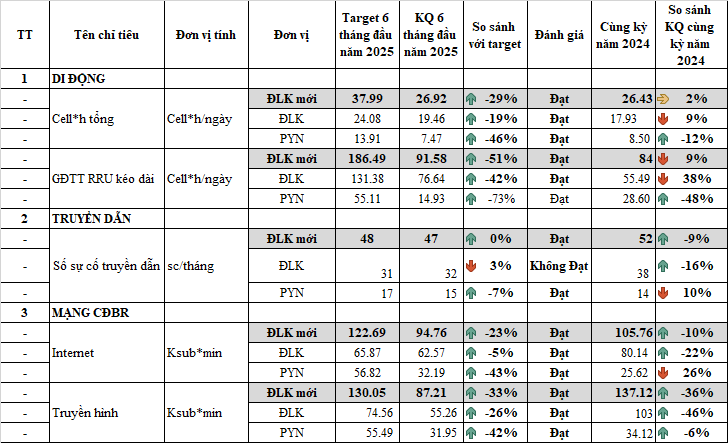 TT Tên chỉ tiêu Đơn vị tính Đơn vị Target 6 tháng đầu năm 2025 KQ 6 tháng đầu năm 2025 So sánh với target Đánh giá Cùng kỳ năm 2024 So sánh KQ cùng kỳ năm 2024
1 DI ĐỘNG
- Cell*h tổng Cell*h/ngày ĐLK mới 37.99 26.92 -29% Đạt 26.43 2%
- ĐLK 24.08 19.46 -19% Đạt 17.93 9%
- PYN 13.91 7.47 -46% Đạt 8.50 -12%
- GĐTT RRU kéo dài Cell*h/ngày ĐLK mới 186.49 91.58 -51% Đạt 84 9%
- ĐLK 131.38 76.64 -42% Đạt 55.49 38%
- PYN 55.11 14.93 -73% Đạt 28.60 -48%
2 TRUYỀN DẪN
- Số sự cố truyền dẫn sc/tháng ĐLK mới 48 47 0% Đạt 52 -9%
- ĐLK 31 32 3% Không Đạt 38 -16%
- PYN 17 15 -7% Đạt 14 10%
3 MẠNG CĐBR
- Internet Ksub*min ĐLK mới 122.69 94.76 -23% Đạt 105.76 -10%
- ĐLK 65.87 62.57 -5% Đạt 80.14 -22%
- PYN 56.82 32.19 -43% Đạt 25.62 26%
- Truyền hình Ksub*min ĐLK mới 130.05 87.21 -33% Đạt 137.12 -36%
- ĐLK 74.56 55.26 -26% Đạt 103 -46%
- PYN 55.49 31.95 -42% Đạt 34.12 -6%